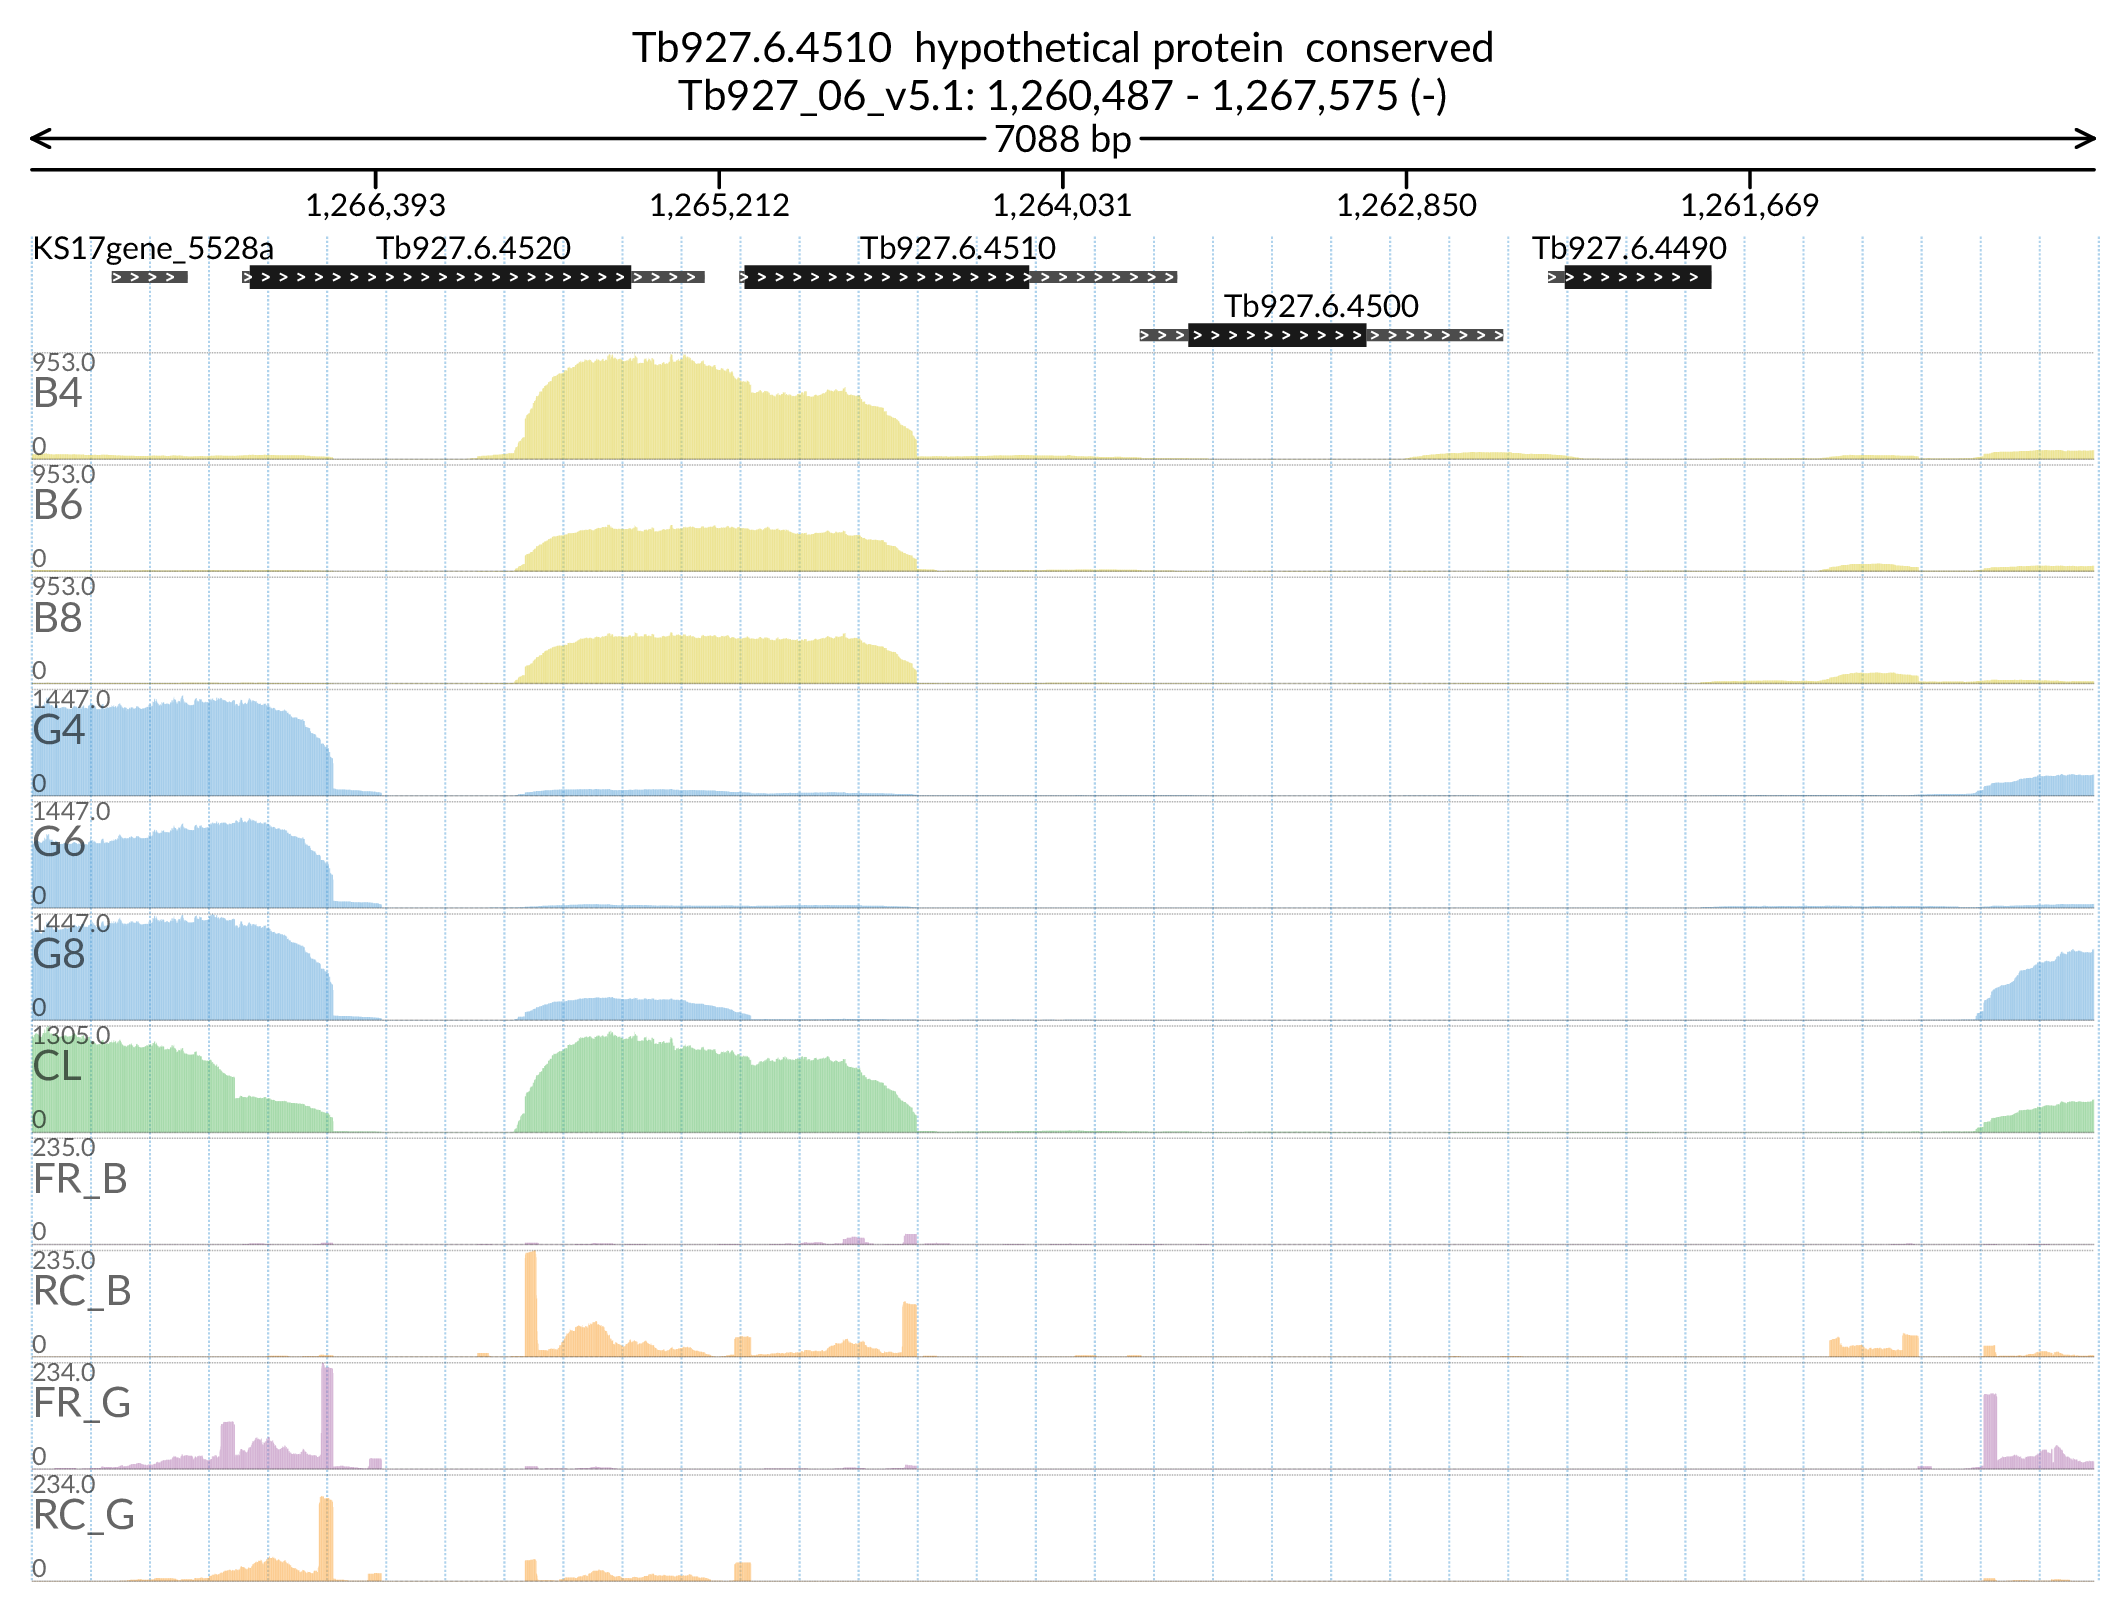 Tb927.6.4510  hypothetical protein  conserved
Tb927_06_v5.1: 1,260,487 - 1,267,575 (-)
7088 bp
1,266,393 1,265,212 1,264,031 1,262,850 1,261,669
KS17gene_5528a Tb927.6.4520 Tb927.6.4510 Tb927.6.4490
Tb927.6.4500
953.0
B4
0
953.0
B6
0
953.0
B8
0
1447.0
G4
0
1447.0
G6
0
1447.0
G8
0
1305.0
CL
0
235.0
FR_B
0
235.0
RC_B
0
234.0
FR_G
0
234.0
RC_G
0